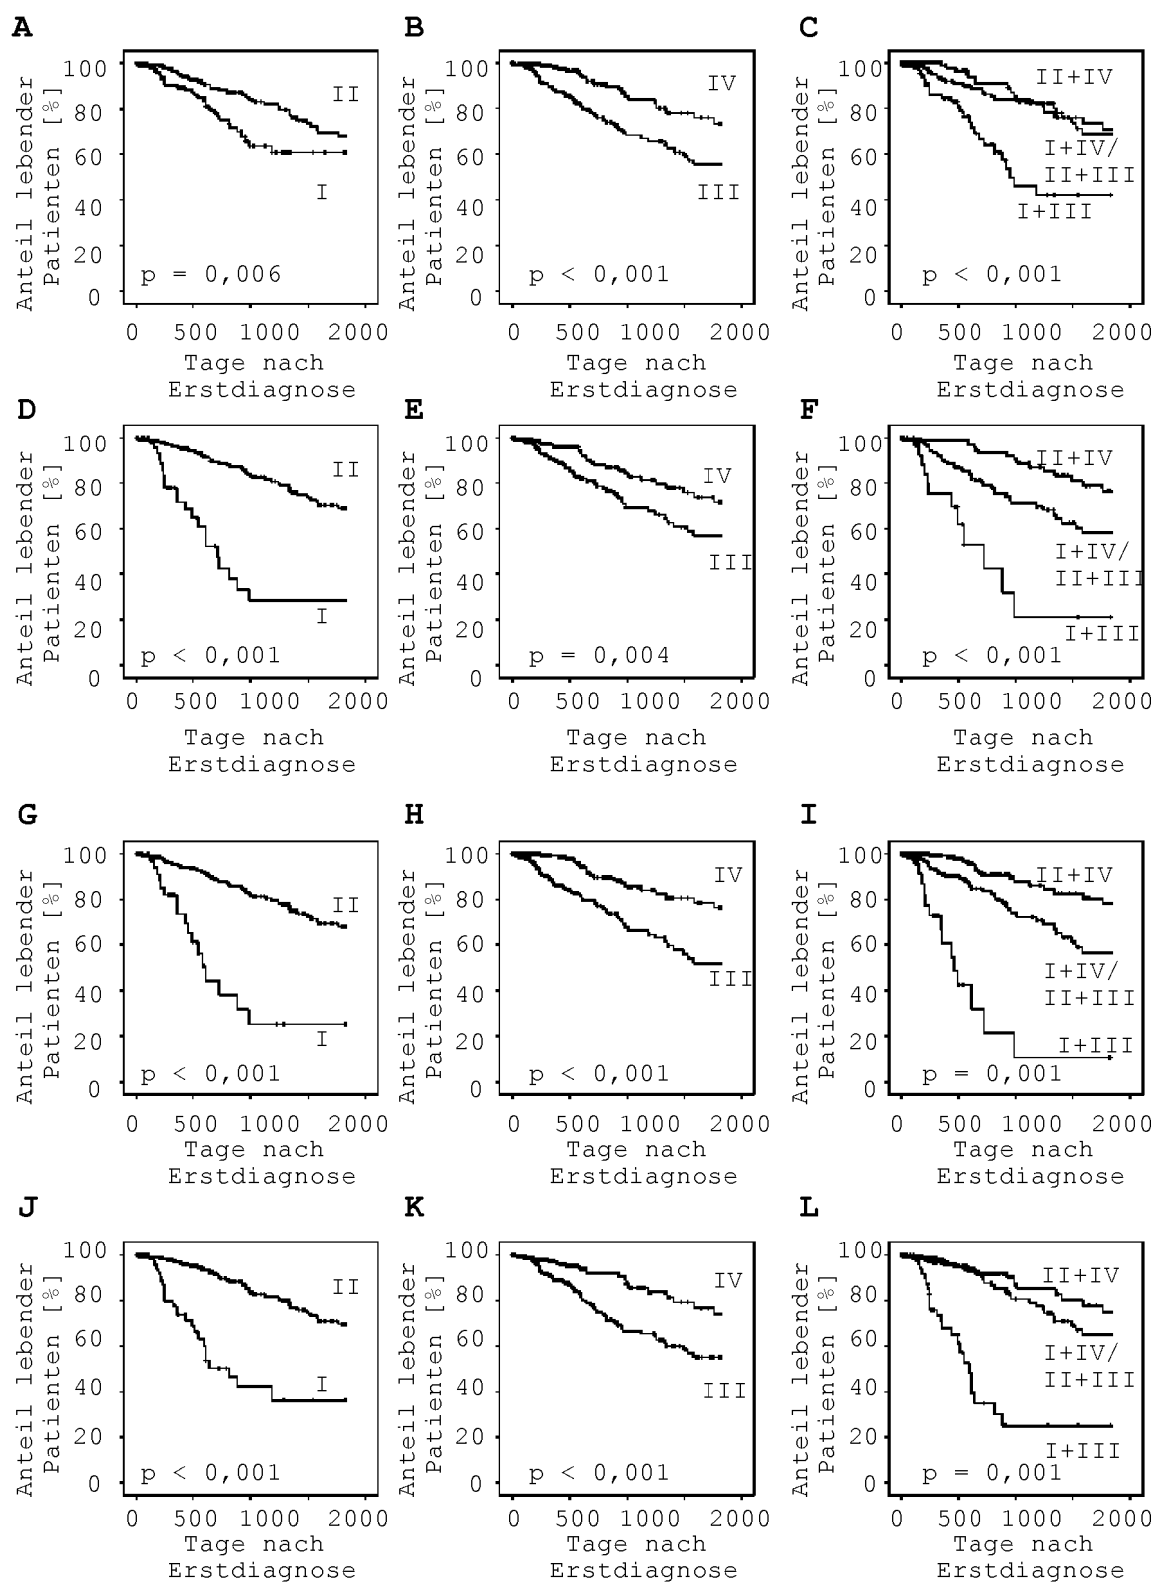 A
Anteil lebender
Patienten [%]
100
80
60
40
20
0
II
I
p = 0,006
0 500 1000 2000
Tage nach
Erstdiagnose
B
Anteil lebender
Patienten [%]
100
80
60
40
20
0
IV
III
p < 0,001
0 500 1000 2000
Tage nach
Erstdiagnose
C
Anteil lebender
Patienten [%]
100
80
60
40
20
0
II+IV
I+IV/
II+III
I+III
p < 0,001
0 500 1000 2000
Tage nach
Erstdiagnose
D
Anteil lebender
Patienten [%]
100
80
60
40
20
0
II
I
p < 0,001
0 500 1000 2000
Tage nach
Erstdiagnose
E
Anteil lebender
Patienten [%]
100
80
60
40
20
0
IV
III
p = 0,004
0 500 1000 2000
Tage nach
Erstdiagnose
F
Anteil lebender
Patienten [%]
100
80
60
40
20
0
II+IV
I+IV/
II+III
I+III
p < 0,001
0 500 1000 2000
Tage nach
Erstdiagnose
G
Anteil lebender
Patienten [%]
100
80
60
40
20
0
II
I
p < 0,001
0 500 1000 2000
Tage nach
Erstdiagnose
H
Anteil lebender
Patienten [%]
100
80
60
40
20
0
IV
III
p < 0,001
0 500 1000 2000
Tage nach
Erstdiagnose
I
Anteil lebender
Patienten [%]
100
80
60
40
20
0
II+IV
I+IV/
II+III
I+III
p = 0,001
0 500 1000 2000
Tage nach
Erstdiagnose
J
Anteil lebender
Patienten [%]
100
80
60
40
20
0
II
I
p < 0,001
0 500 1000 2000
Tage nach
Erstdiagnose
K
Anteil lebender
Patienten [%]
100
80
60
40
20
0
IV
III
p < 0,001
0 500 1000 2000
Tage nach
Erstdiagnose
L
Anteil lebender
Patienten [%]
100
80
60
40
20
0
II+IV
I+IV/
II+III
I+III
p = 0,001
0 500 1000 2000
Tage nach
Erstdiagnose